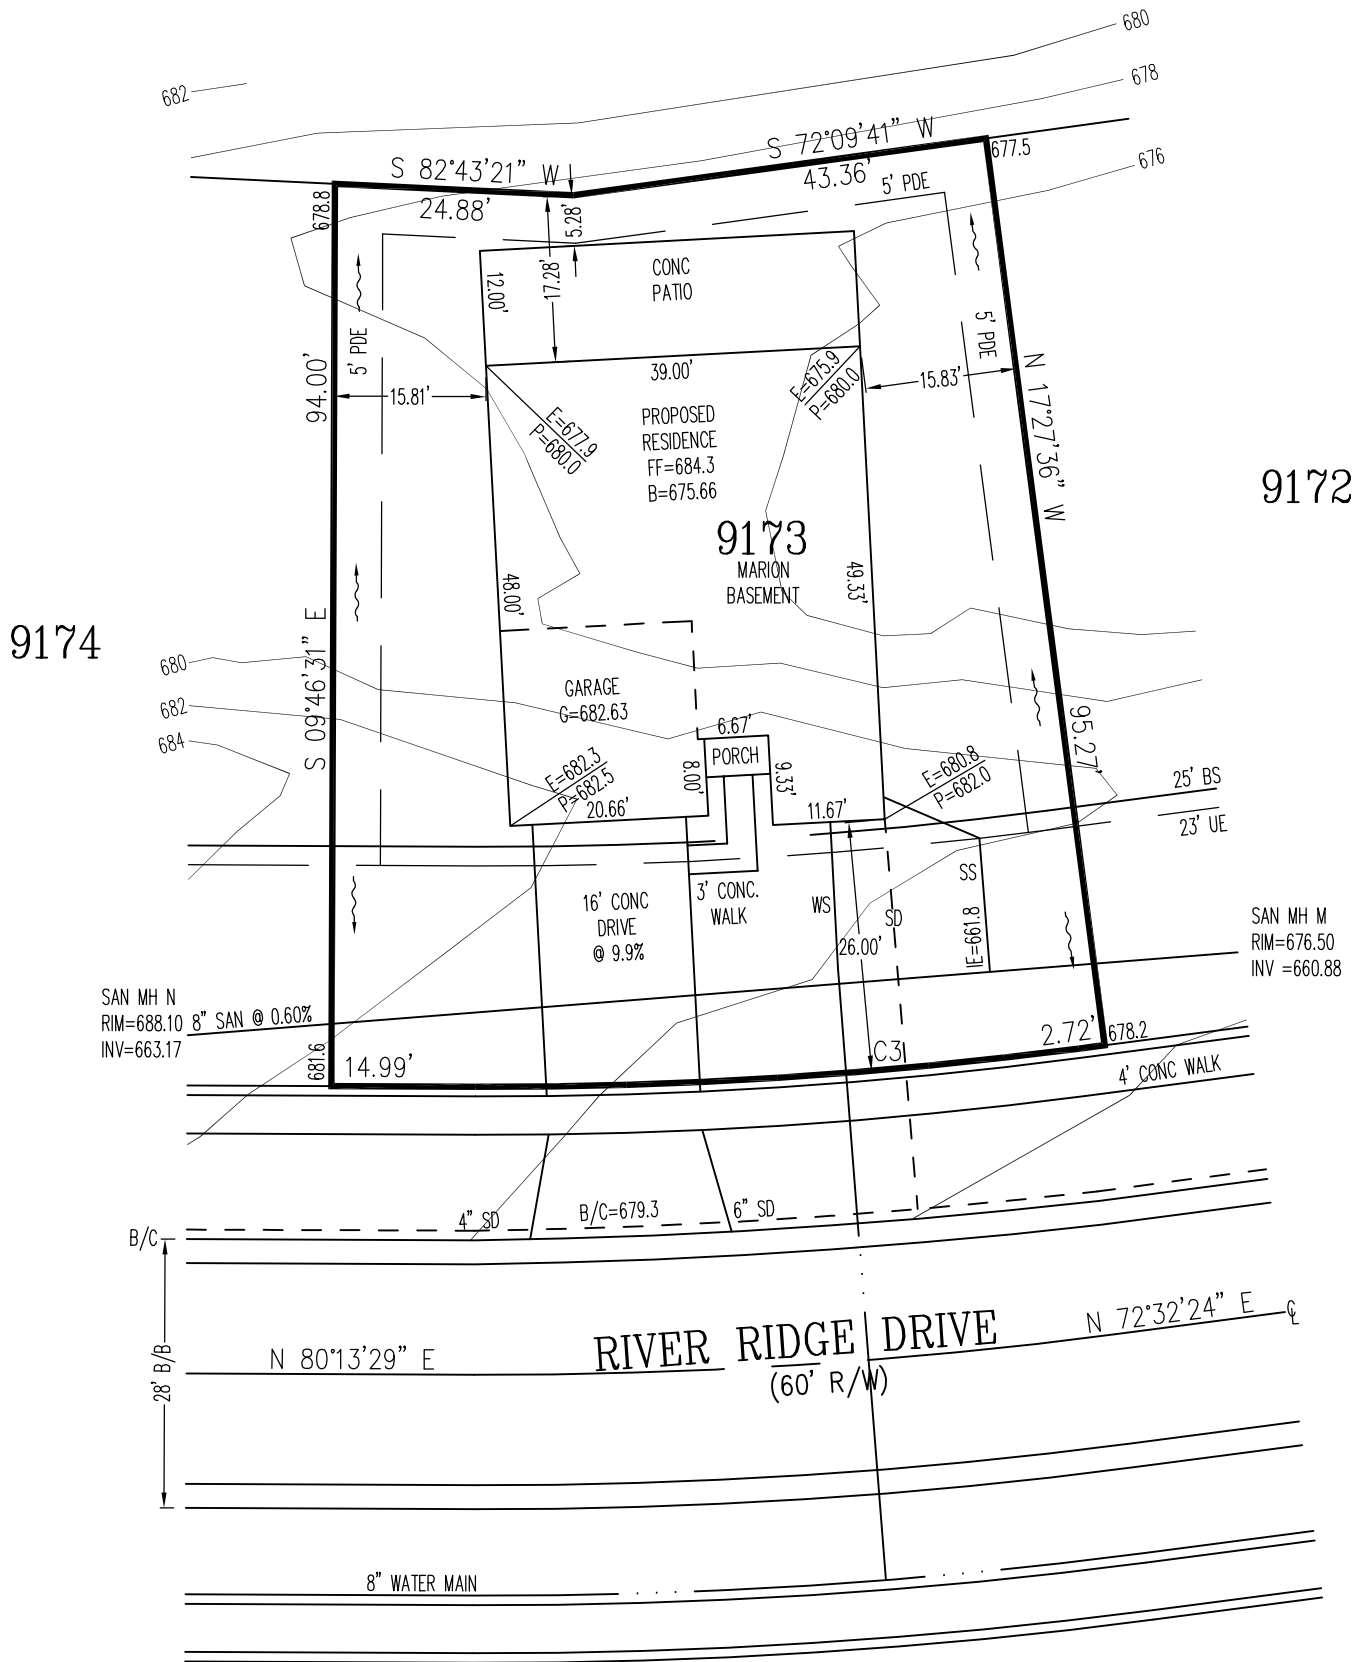 680
678
682
S 72°09'41" W
677.5
676
S 82°43'21" W
43.36'
5' PDE
678.8
24.88'
5.28'
17.28'
12.00'
CONC
PATIO
5' PDE
5' PDE
94.00'
15.81'
39.00'
E=675.9
P=680.0
15.83'
N 17°27'36" W
E=677.9
P=680.0
PROPOSED
RESIDENCE
FF=684.3
B=675.66
9172
9173
MARION
BASEMENT
48.00'
49.33'
9174
S 09°46'31" E
680
682
684
GARAGE
G=682.63
6.67'
PORCH
8.00'
9.33'
95.27'
E=682.3
P=682.5
20.66'
11.67'
E=680.8
P=682.0
25' BS
23' UE
16' CONC
DRIVE
@ 9.9%
3' CONC.
WALK
WS
SD
SS
26.00'
IE=661.8
SAN MH M
RIM=676.50
INV =660.88
SAN MH N
RIM=688.10
INV=663.17
8" SAN @ 0.60%
681.6
14.99'
C3
2.72'
678.2
4' CONC WALK
4" SD
B/C=679.3
6" SD
B/C
28' B/B
N 80°13'29" E
RIVER RIDGE DRIVE
(60' R/W)
N 72°32'24" E
℄
8" WATER MAIN